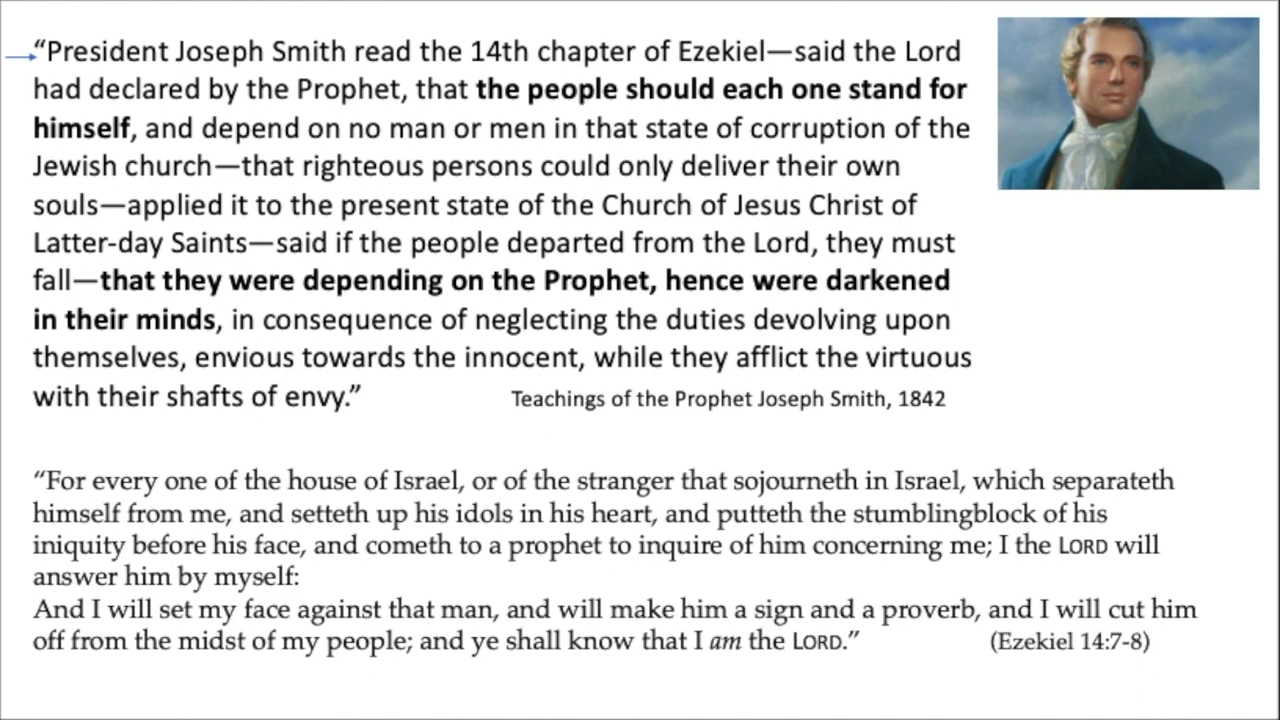 “President Joseph Smith read the 14th chapter of Ezekiel—said the Lord
had declared by the Prophet, that the people should each one stand for
himself, and depend on no man or men in that state of corruption of the
Jewish church—that righteous persons could only deliver their own
souls—applied it to the present state of the Church of Jesus Christ of
Latter-day Saints—said if the people departed from the Lord, they must
fall—that they were depending on the Prophet, hence were darkened
in their minds, in consequence of neglecting the duties devolving upon
themselves, envious towards the innocent, while they afflict the virtuous
with their shafts of envy.” Teachings of the Prophet Joseph Smith, 1842
“For every one of the house of Israel, or of the stranger that sojourneth in Israel, which separateth
himself from me, and setteth up his idols in his heart, and putteth the stumblingblock of his
iniquity before his face, and cometh to a prophet to inquire of him concerning me; I the LORD will
answer him by myself:
And I will set my face against that man, and will make him a sign and a proverb, and I will cut him
off from the midst of my people; and ye shall know that I am the LORD.” (Ezekiel 14:7-8)